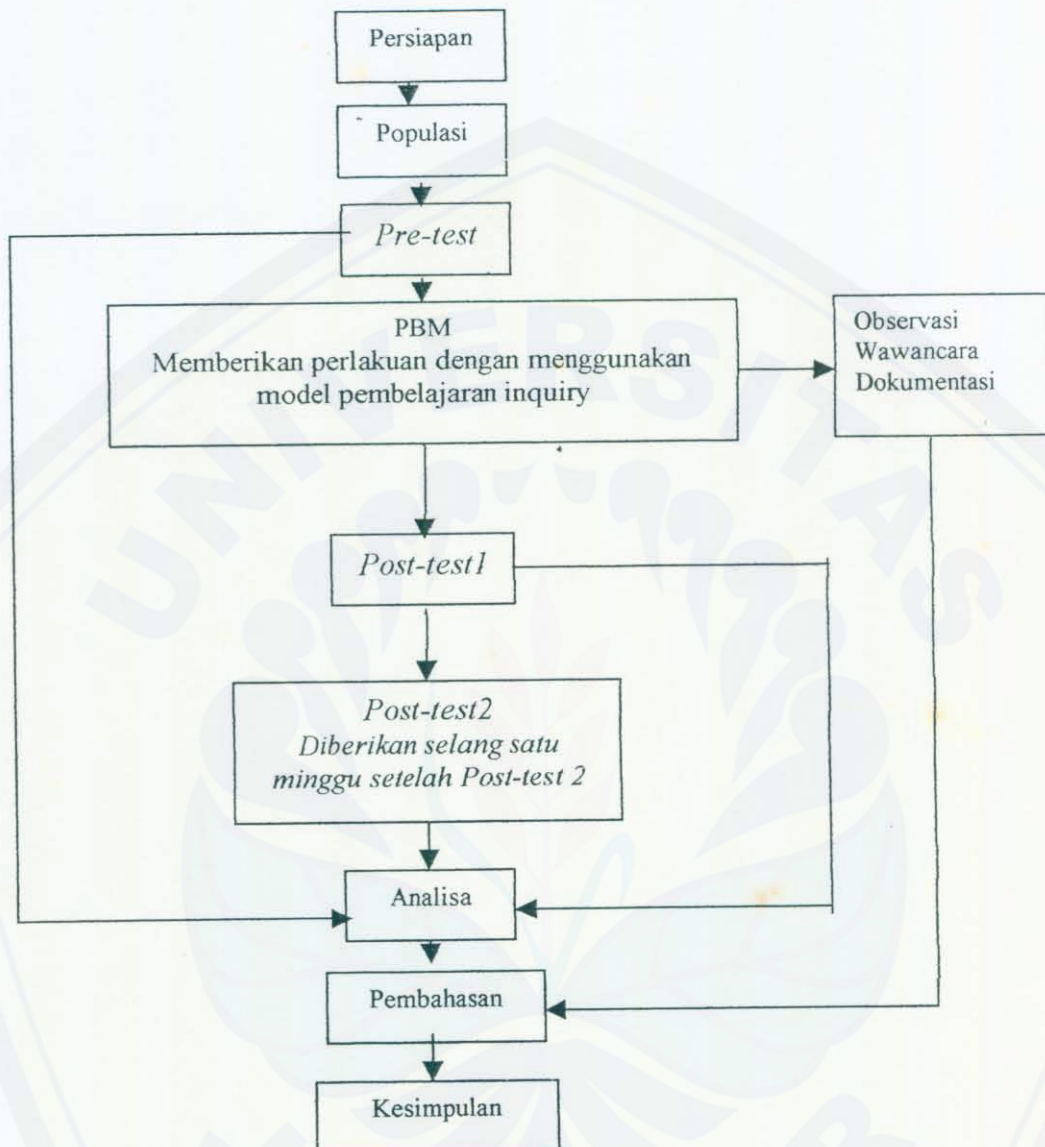 Persiapan
Populasi
Pre-test
PBM
Memberikan perlakuan dengan menggunakan
model pembelajaran inquiry
Observasi
Wawancara
Dokumentasi
Post-test1
Post-test2
Diberikan selang satu
minggu setelah Post-test 2
Analisa
Pembahasan
Kesimpulan
UNIVERSITAS